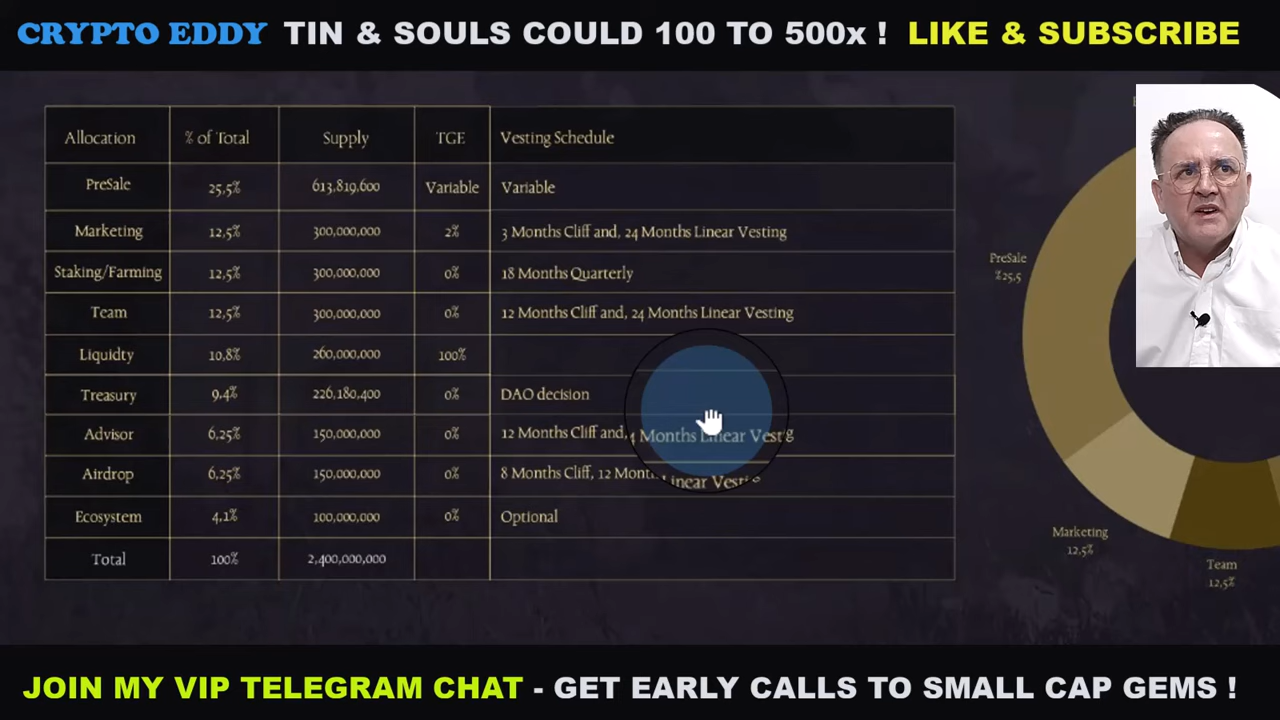 CRYPTO EDDY TIN & SOULS COULD 100 TO 500x ! LIKE & SUBSCRIBE
Allocation % of Total Supply TGE Vesting Schedule
PreSale 25,5% 613,819,600 Variable Variable
Marketing 12,5% 300,000,000 2% 3 Months Cliff and, 24 Months Linear Vesting
Staking/Farming 12,5% 300,000,000 0% 18 Months Quarterly
Team 12,5% 300,000,000 0% 12 Months Cliff and, 24 Months Linear Vesting
Liquidty 10,8% 260,000,000 100%
Treasury 9,4% 226,180,400 0% DAO decision
Advisor 6,25% 150,000,000 0% 12 Months Cliff and, Months Linear
Airdrop 6,25% 150,000,000 0% 8 Months Cliff, 12
Ecosystem 4,1% 100,000,000 0% Optional
Total 100% 2,400,000,000
PreSale
%25,5
Marketing
12,5%
Team
12,5%
JOIN MY VIP TELEGRAM CHAT - GET EARLY CALLS TO SMALL CAP GEMS !